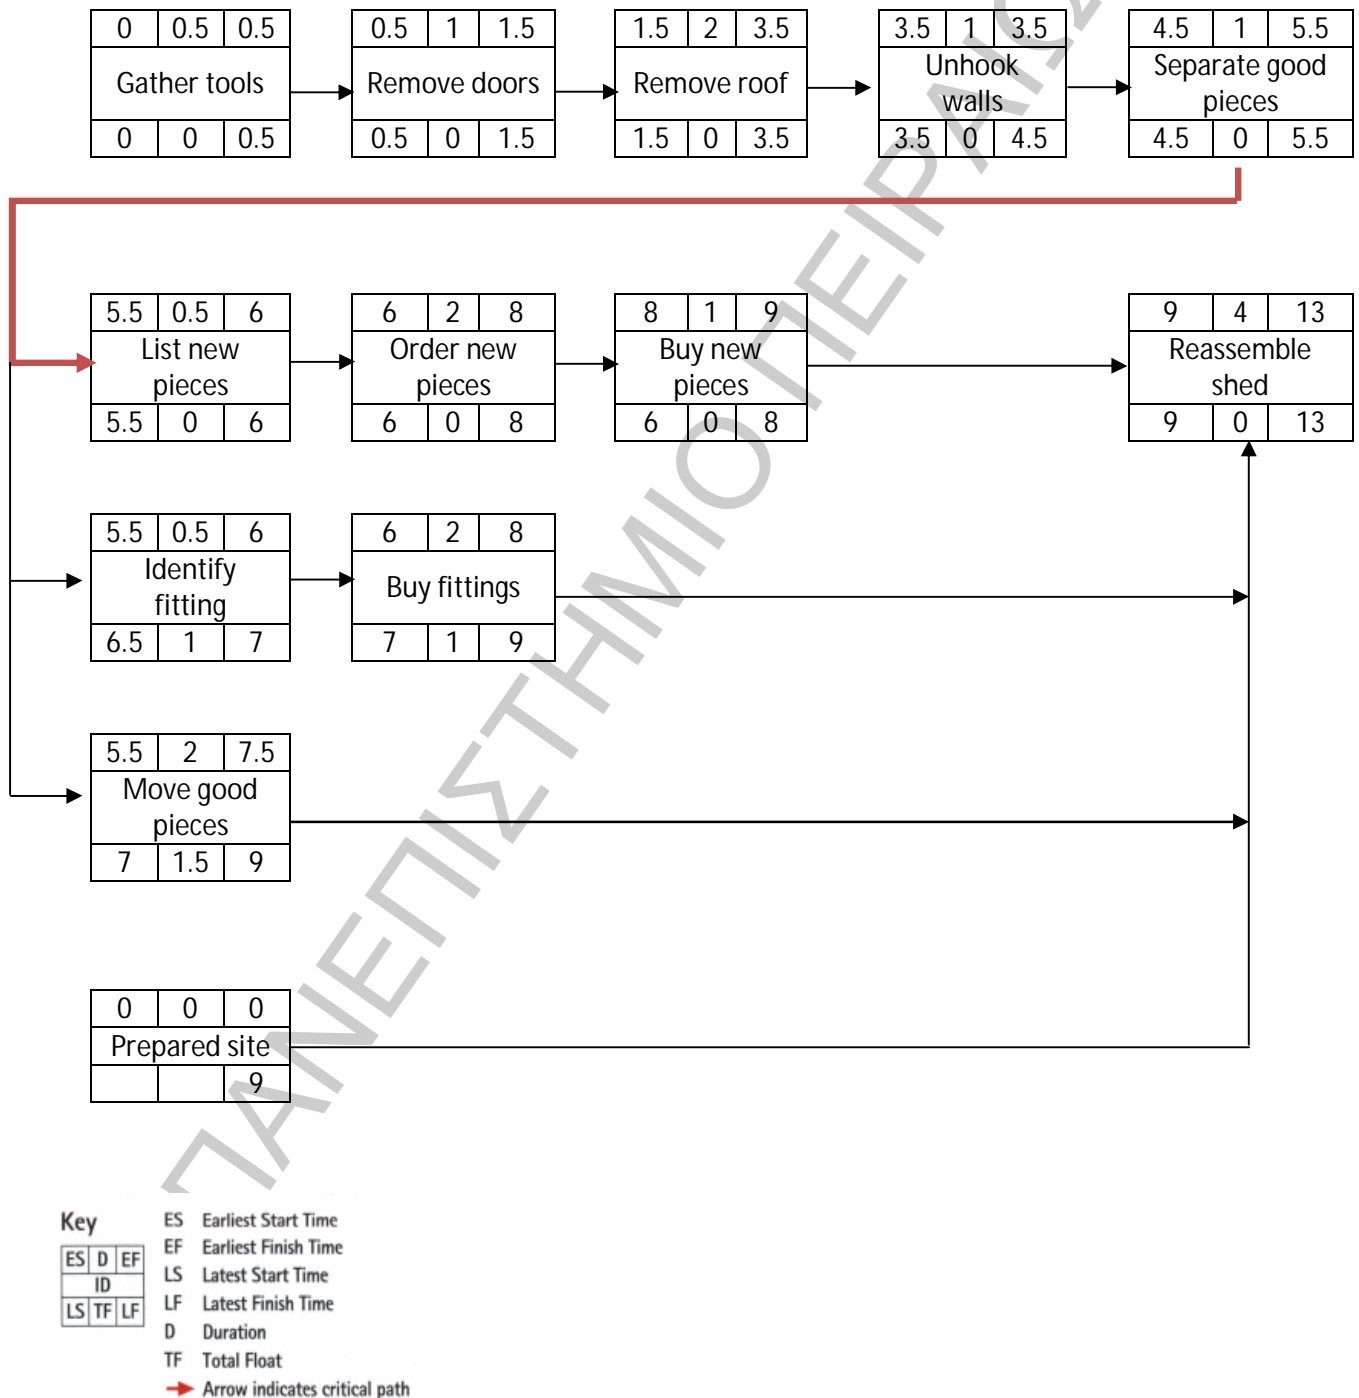 0 0.5 0.5
Gather tools
0 0 0.5
0.5 1 1.5
Remove doors
0.5 0 1.5
1.5 2 3.5
Remove roof
1.5 0 3.5
3.5 1 3.5
Unhook
walls
3.5 0 4.5
4.5 1 5.5
Separate good
pieces
4.5 0 5.5
5.5 0.5 6
List new
pieces
5.5 0 6
6 2 8
Order new
pieces
6 0 8
8 1 9
Buy new
pieces
6 0 8
9 4 13
Reassemble
shed
9 0 13
5.5 0.5 6
Identify
fitting
6.5 1 7
6 2 8
Buy fittings
7 1 9
5.5 2 7.5
Move good
pieces
7 1.5 9
0 0 0
Prepared site
9
Key
ES D EF
ID
LS TF LF
ES Earliest Start Time
EF Earliest Finish Time
LS Latest Start Time
LF Latest Finish Time
D Duration
TF Total Float
Arrow indicates critical path
ΠΑΝΕΠΙΣΤΗΜΙΟ ΠΕΙΡΑΙΩ